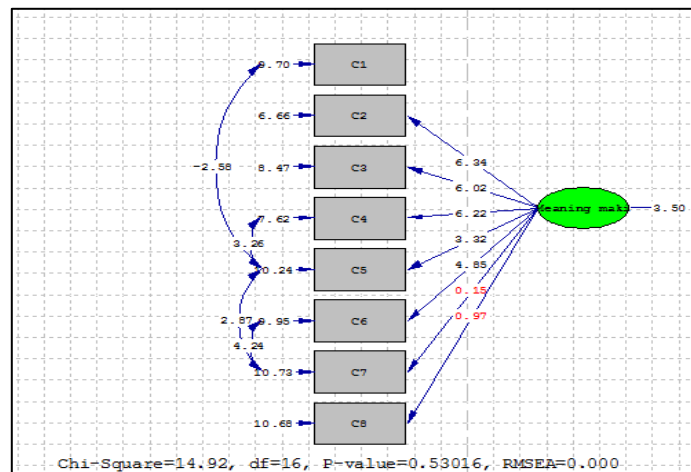 9.70 C1
6.66 C2
6.34
-2.58 8.47 C3
6.02
7.62 C4 6.22 Meaning maki 3.50
3.26 3.32
10.24 C5 4.85
0.15
2.87 9.95 C6 0.97
4.24
10.73 C7
10.68 C8
Chi-Square=14.92, df=16, P-value=0.53016, RMSEA=0.000